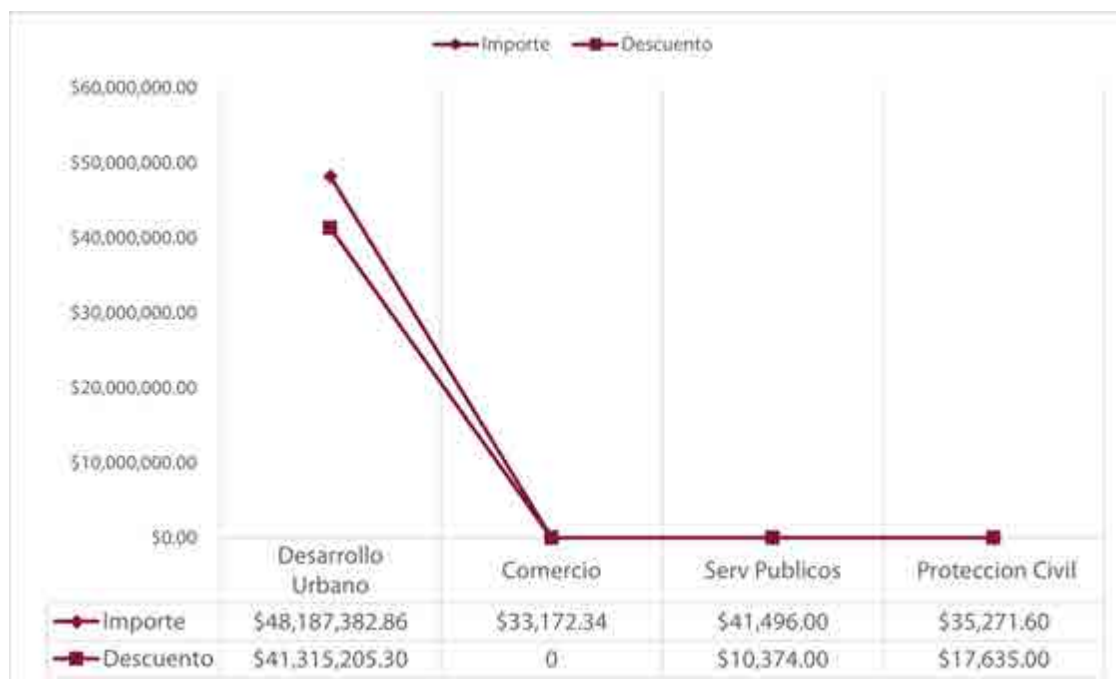 Importe Descuento
$60,000,000.00
$50,000,000.00
$40,000,000.00
$30,000,000.00
$20,000,000.00
$10,000,000.00
$0.00
Desarrollo
Urbano
Comercio
Serv Publicos
Proteccion Civil
Importe $48,187,382.86 $33,172.34 $41,496.00 $35,271.60
Descuento $41,315,205.30 0 $10,374.00 $17,635.00